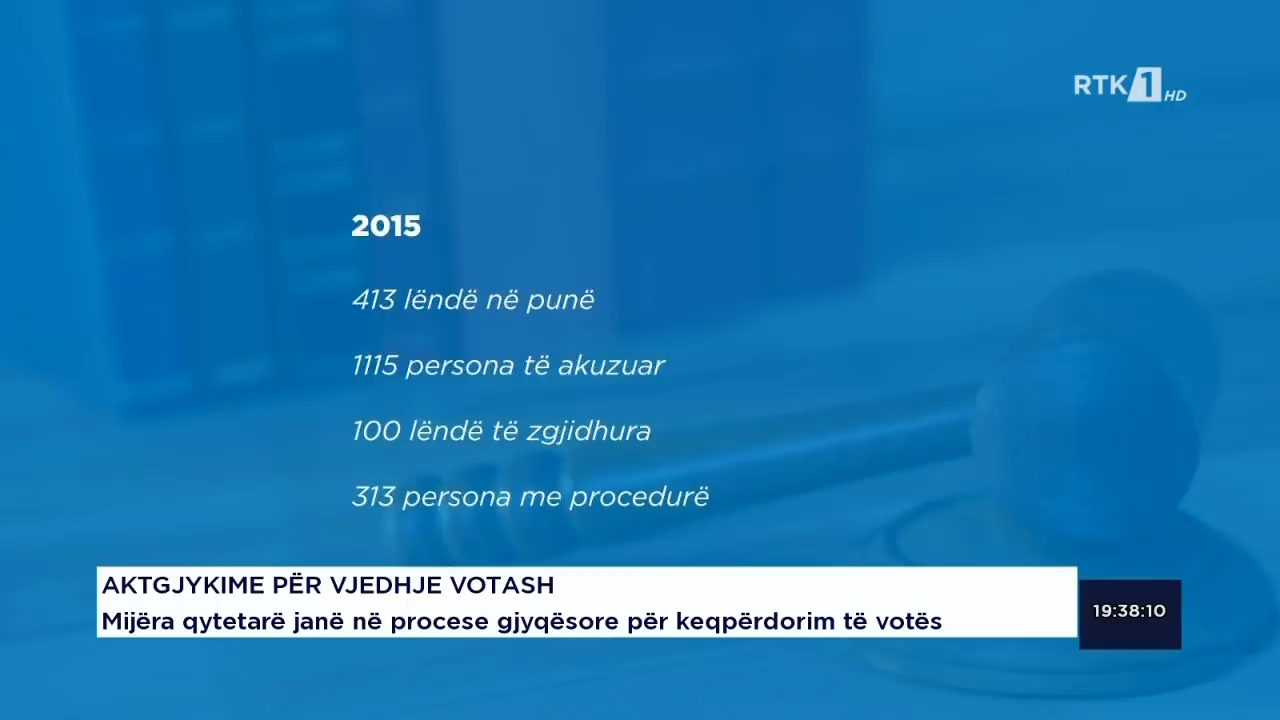 RTK1 HD
2015
413 lëndë në punë
1115 persona të akuzuar
100 lëndë të zgjidhura
313 persona me procedurë
AKTGJYKIME PËR VJEDHJE VOTASH
Mijëra qytetarë janë në procese gjyqësore për keqpërdorim të votës
19:38:10